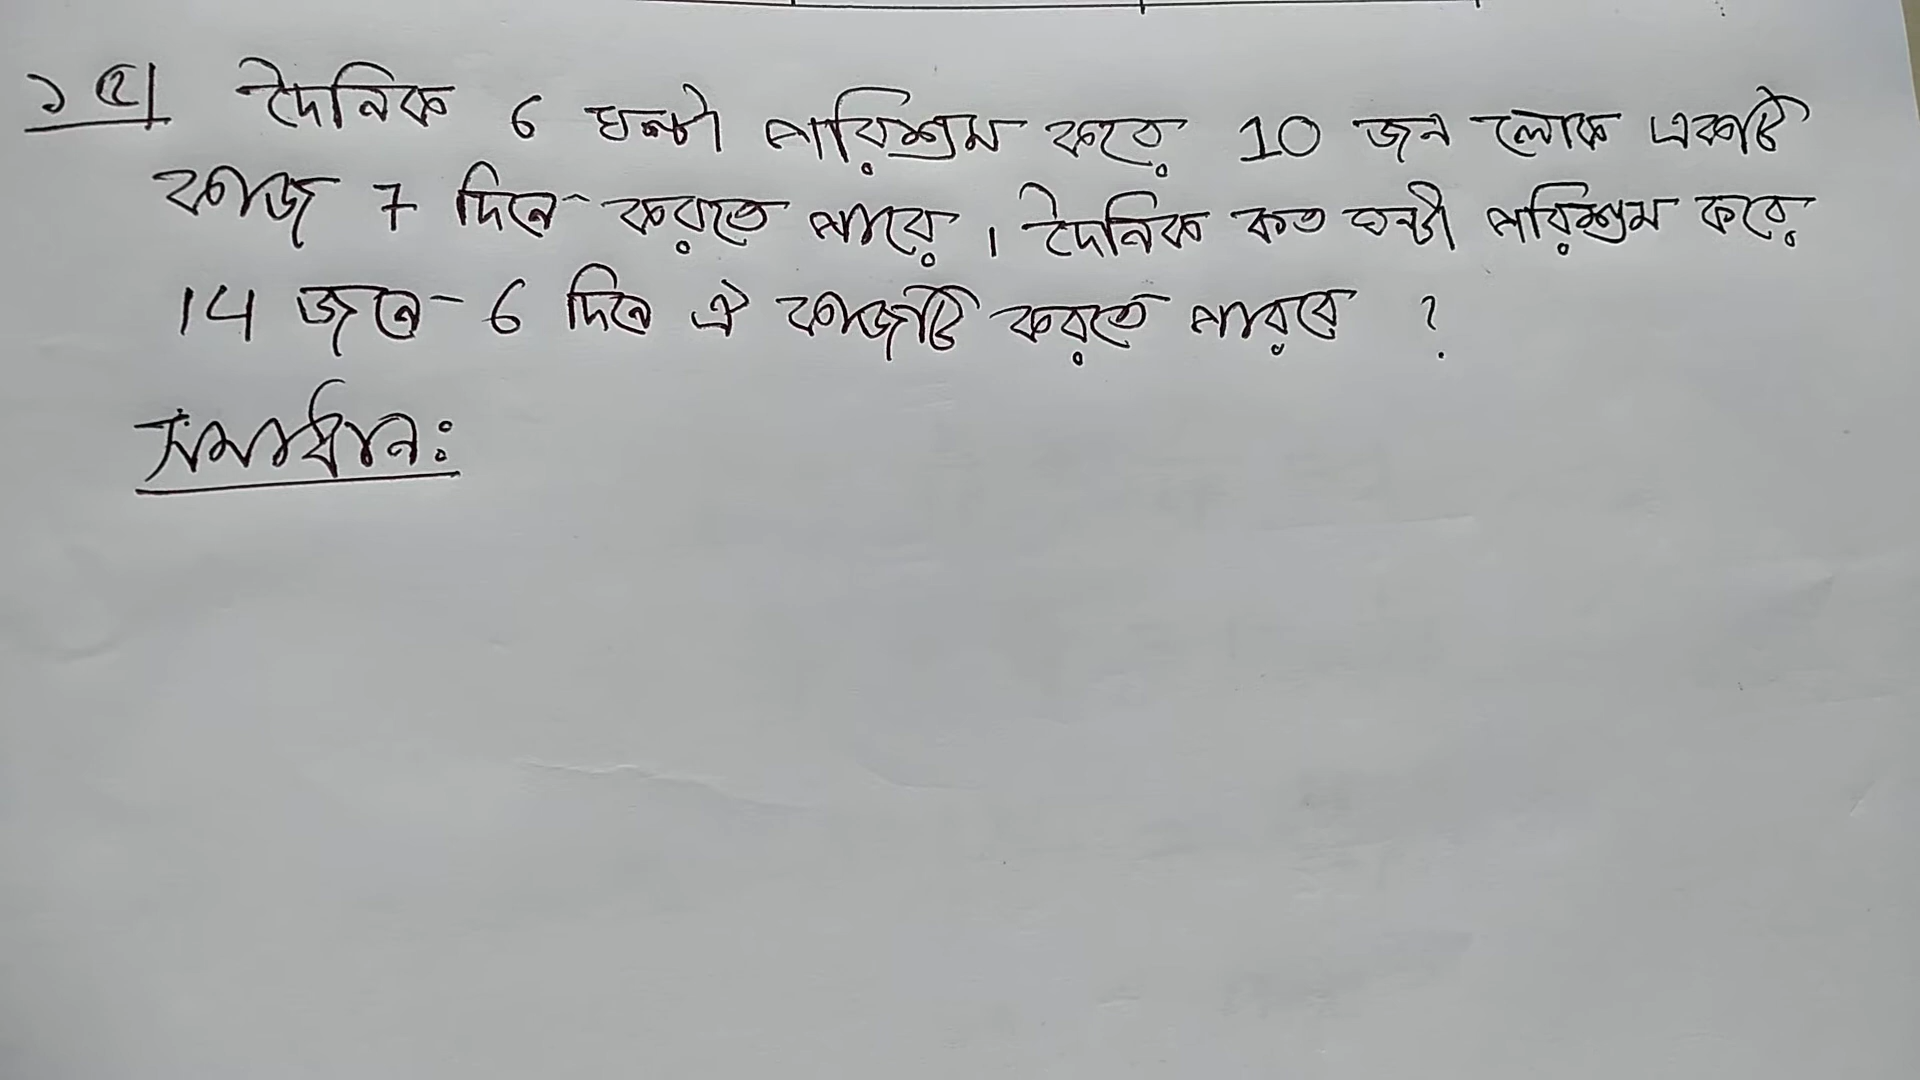 ১৫। দৈনিক 6 ঘন্টা পরিশ্রম করে 10 জন লোক একটি
কাজ 7 দিনে করতে পারে। দৈনিক কত ঘন্টা পরিশ্রম করে
14 জনে 6 দিনে ঐ কাজটি করতে পারবে ?
সমাধান: